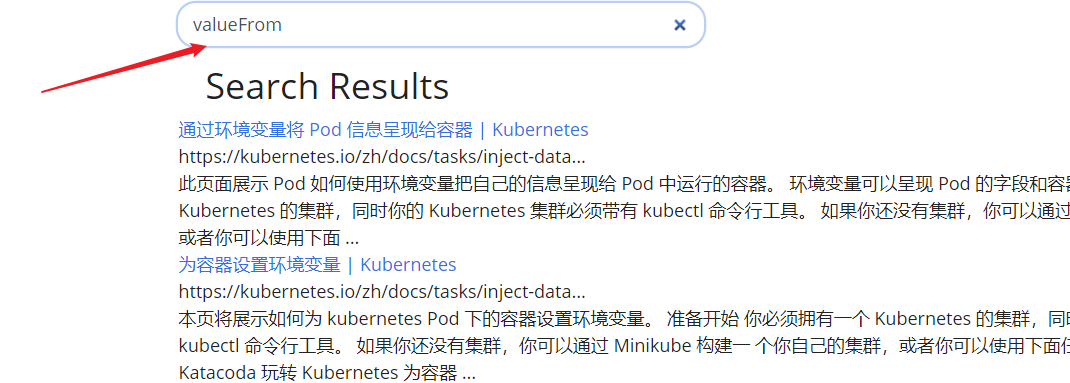 valueFrom
Search Results
通过环境变量将 Pod 信息呈现给容器 | Kubernetes
https://kubernetes.io/zh/docs/tasks/inject-data...
此页面展示 Pod 如何使用环境变量把自己的信息呈现给 Pod 中运行的容器。 环境变量可以呈现 Pod 的字段和容
Kubernetes 的集群，同时你的 Kubernetes 集群必须带有 kubectl 命令行工具。 如果你还没有集群，你可以通过
或者你可以使用下面 ...
为容器设置环境变量 | Kubernetes
https://kubernetes.io/zh/docs/tasks/inject-data...
本页将展示如何为 kubernetes Pod 下的容器设置环境变量。 准备开始 你必须拥有一个 Kubernetes 的集群，同
kubectl 命令行工具。 如果你还没有集群，你可以通过 Minikube 构建一 个你自己的集群，或者你可以使用下面
Katacoda 玩转 Kubernetes 为容器 ...